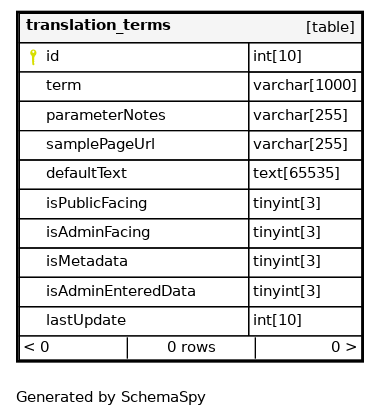 translation_terms [table]
id int[10]
term varchar[1000]
parameterNotes varchar[255]
samplePageUrl varchar[255]
defaultText text[65535]
isPublicFacing tinyint[3]
isAdminFacing tinyint[3]
isMetadata tinyint[3]
isAdminEnteredData tinyint[3]
lastUpdate int[10]
< 0 0 rows 0 >
Generated by SchemaSpy